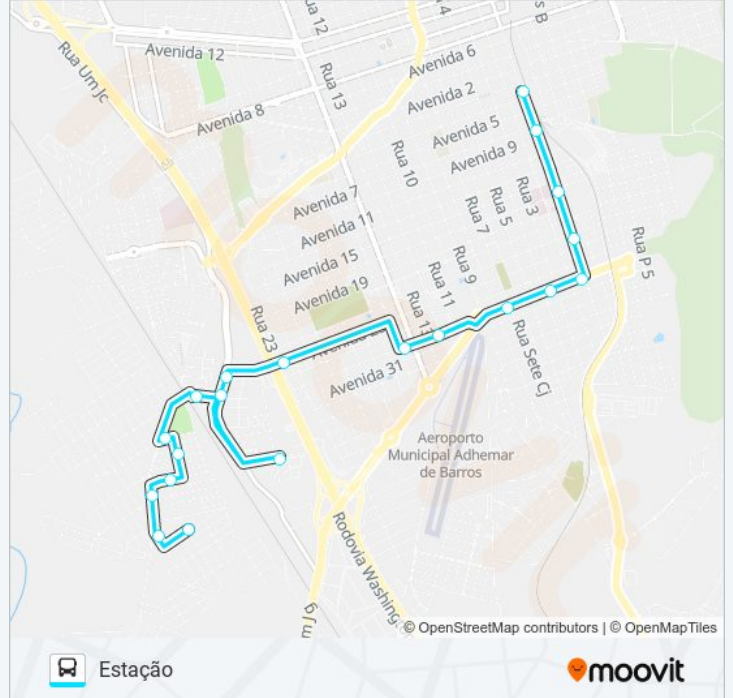 Rua 12
s B
Avenida 12
Rua Um Jc
Avenida 6
4
Rua 13
Avenida 2
Avenida 8
Avenida 5
Rua 10
Avenida 9
Rua 3
Rua 5
Rua 7
Avenida 7
Avenida 11
Avenida 15
Avenida 19
Rua P 5
Rua 9
Rua 11
Rua 13
Rua 23
Rua Sete Cj
Avenida 31
Aeroporto
Municipal Adhemar
de Barros
Rodovia Washing
m J 6
© OpenStreetMap contributors | © OpenMapTiles
Estação
moovit